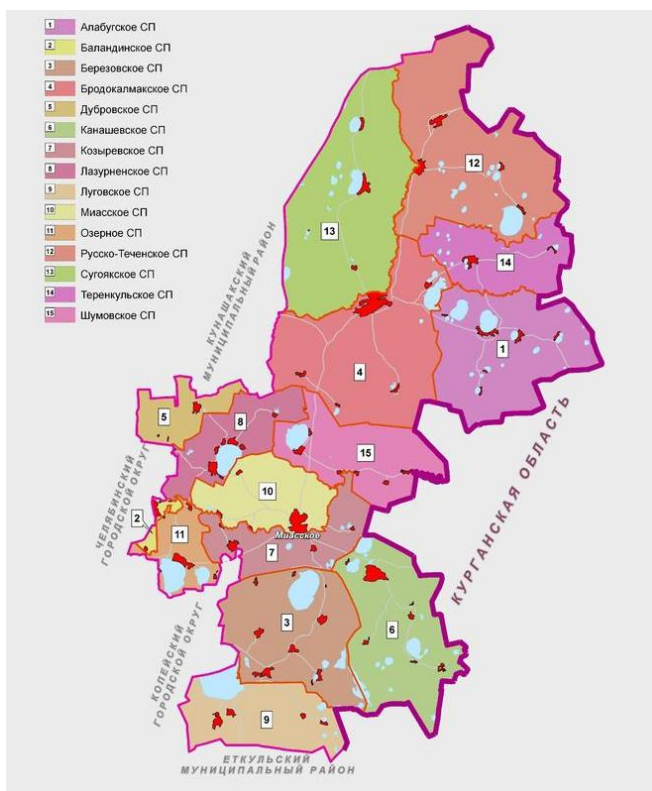 1 Алабугское СП
2 Баландинское СП
3 Березовское СП
4 Бродокалмакское СП
5 Дубровское СП
6 Канашевское СП
7 Козыревское СП
8 Лазурненское СП
9 Луговское СП
10 Миасское СП
11 Озерное СП
12 Русско-Теченское СП
13 Сугоякское СП
14 Теренкульское СП
15 Шумовское СП
12
13
14
1
4
КУНАШАКСКИЙ
МУНИЦИПАЛЬНЫЙ РАЙОН
5
8
15
10
2
11
Миасское
7
ЧЕЛЯБИНСКИЙ
ГОРОДСКОЙ ОКРУГ
КУРГАНСКАЯ ОБЛАСТЬ
3
6
КОПЕЙСКИЙ
ГОРОДСКОЙ ОКРУГ
9
ЕТКУЛЬСКИЙ
МУНИЦИПАЛЬНЫЙ РАЙОН